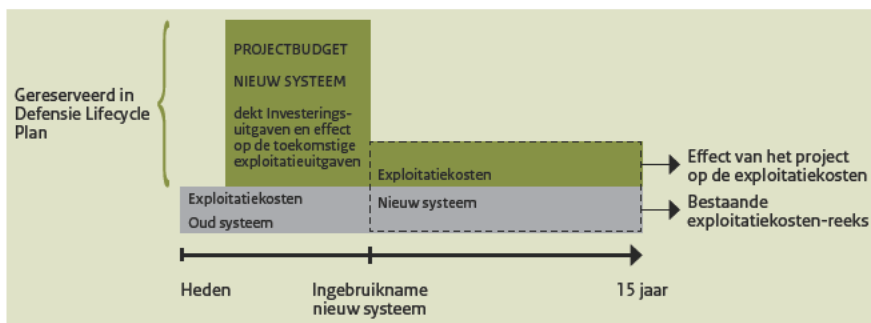 PROJECTBUDGET
NIEUW SYSTEEM
dekt Investerings-
uitgaven en effect
op de toekomstige
exploitatieuitgaven
Gereserveerd in
Defensie Lifecycle
Plan
Exploitatiekosten
Nieuw systeem
Exploitatiekosten
Oud systeem
Effect van het project
op de exploitatiekosten
Bestaande
exploitatiekosten-reeks
Heden
Ingebruikname
nieuw systeem
15 jaar